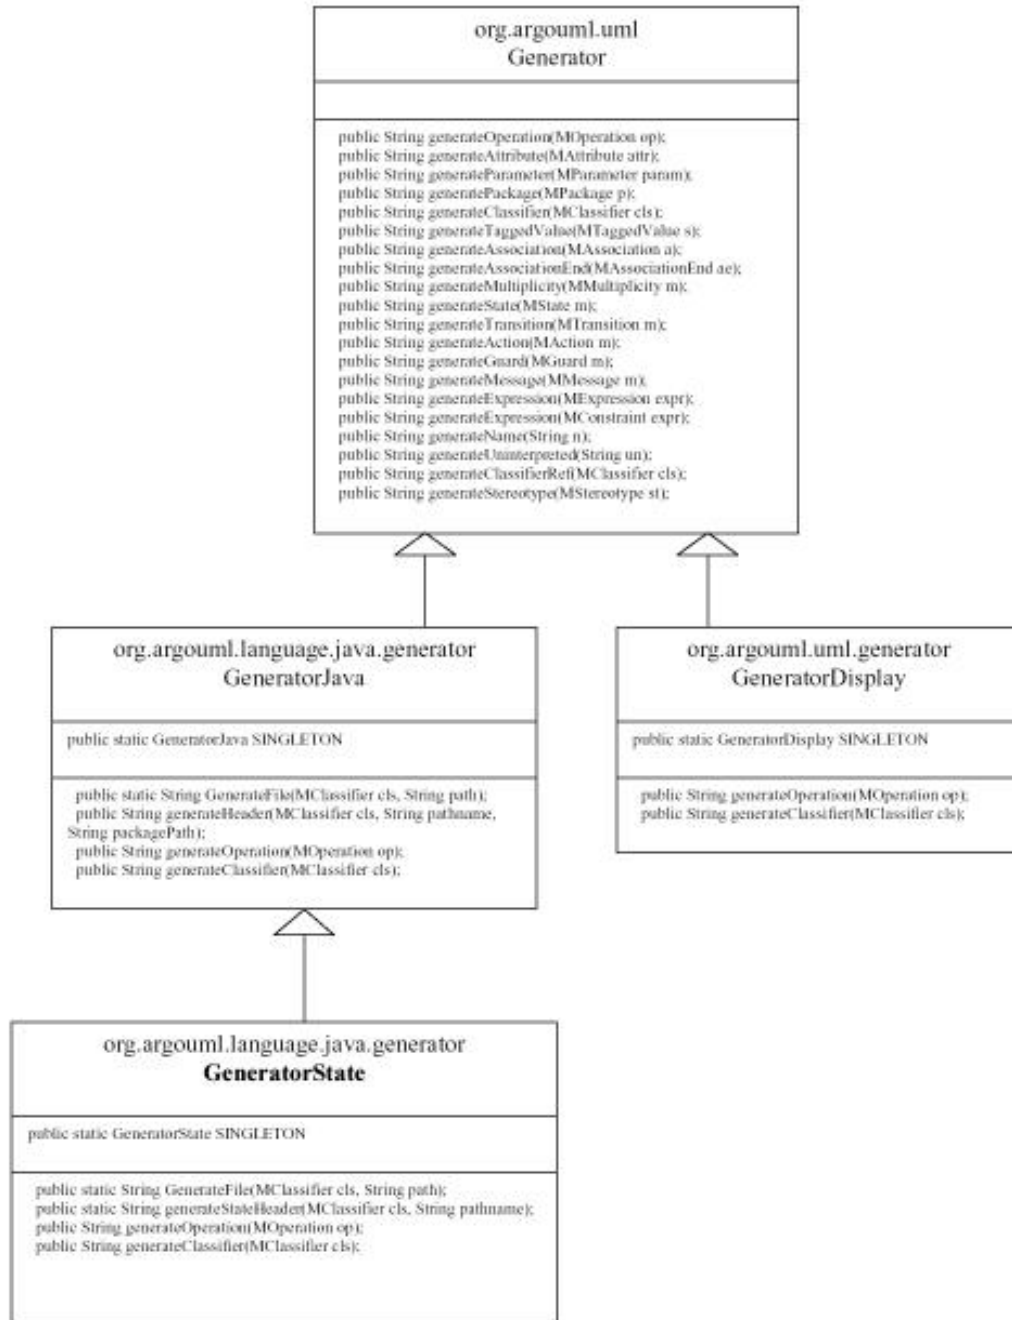 org.argouml.uml
Generator
public String generateOperation(MOperation op);
public String generateAttribute(MAttribute attr);
public String generateParameter(MParameter param);
public String generatePackage(MPackage p);
public String generateClassifier(MClassifier cls);
public String generateTaggedValue(MTaggedValue s);
public String generateAssociation(MAssociation a);
public String generateAssociationEnd(MAssociationEnd ae);
public String generateMultiplicity(MMultiplicity m);
public String generateState(MState m);
public String generateTransition(MTransition m);
public String generateAction(MAction m);
public String generateGuard(MGuard m);
public String generateMessage(MMessage m);
public String generateExpression(MExpression expr);
public String generateExpression(MConstraint expr);
public String generateName(String n);
public String generateUninterpreted(String un);
public String generateClassifierRef(MClassifier cls);
public String generateStereotype(MStereotype st);
org.argouml.language.java.generator
GeneratorJava
public static GeneratorJava SINGLETON
public static String GenerateFile(MClassifier cls, String path);
public String generateHeader(MClassifier cls, String pathname,
String packagePath);
public String generateOperation(MOperation op);
public String generateClassifier(MClassifier cls);
org.argouml.uml.generator
GeneratorDisplay
public static GeneratorDisplay SINGLETON
public String generateOperation(MOperation op);
public String generateClassifier(MClassifier cls);
org.argouml.language.java.generator
GeneratorState
public static GeneratorState SINGLETON
public static String GenerateFile(MClassifier cls, String path);
public static String generateStateHeader(MClassifier cls, String pathname);
public String generateOperation(MOperation op);
public String generateClassifier(MClassifier cls);